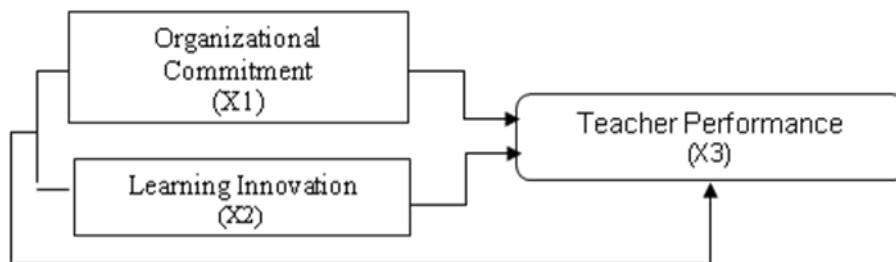 Organizational
Commitment
(X1)
Teacher Performance
(X3)
Learning Innovation
(X2)